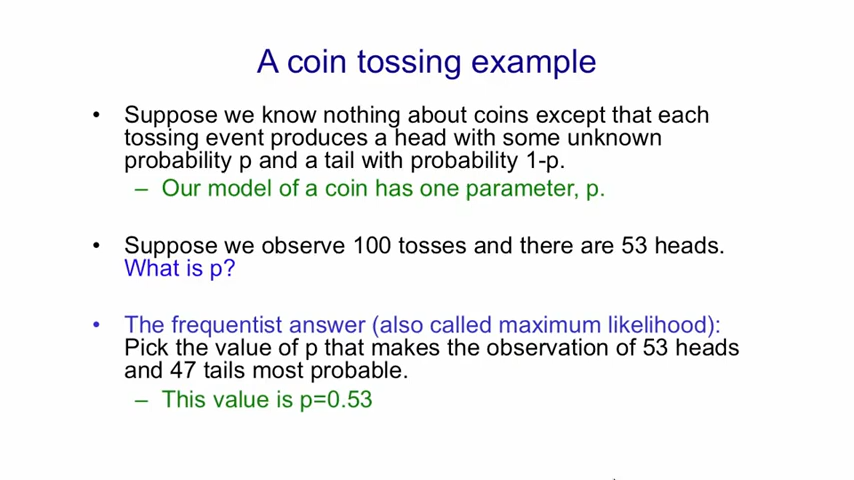 A coin tossing example
• Suppose we know nothing about coins except that each
tossing event produces a head with some unknown
probability p and a tail with probability 1-p.
– Our model of a coin has one parameter, p.
• Suppose we observe 100 tosses and there are 53 heads.
What is p?
• The frequentist answer (also called maximum likelihood):
Pick the value of p that makes the observation of 53 heads
and 47 tails most probable.
– This value is p=0.53